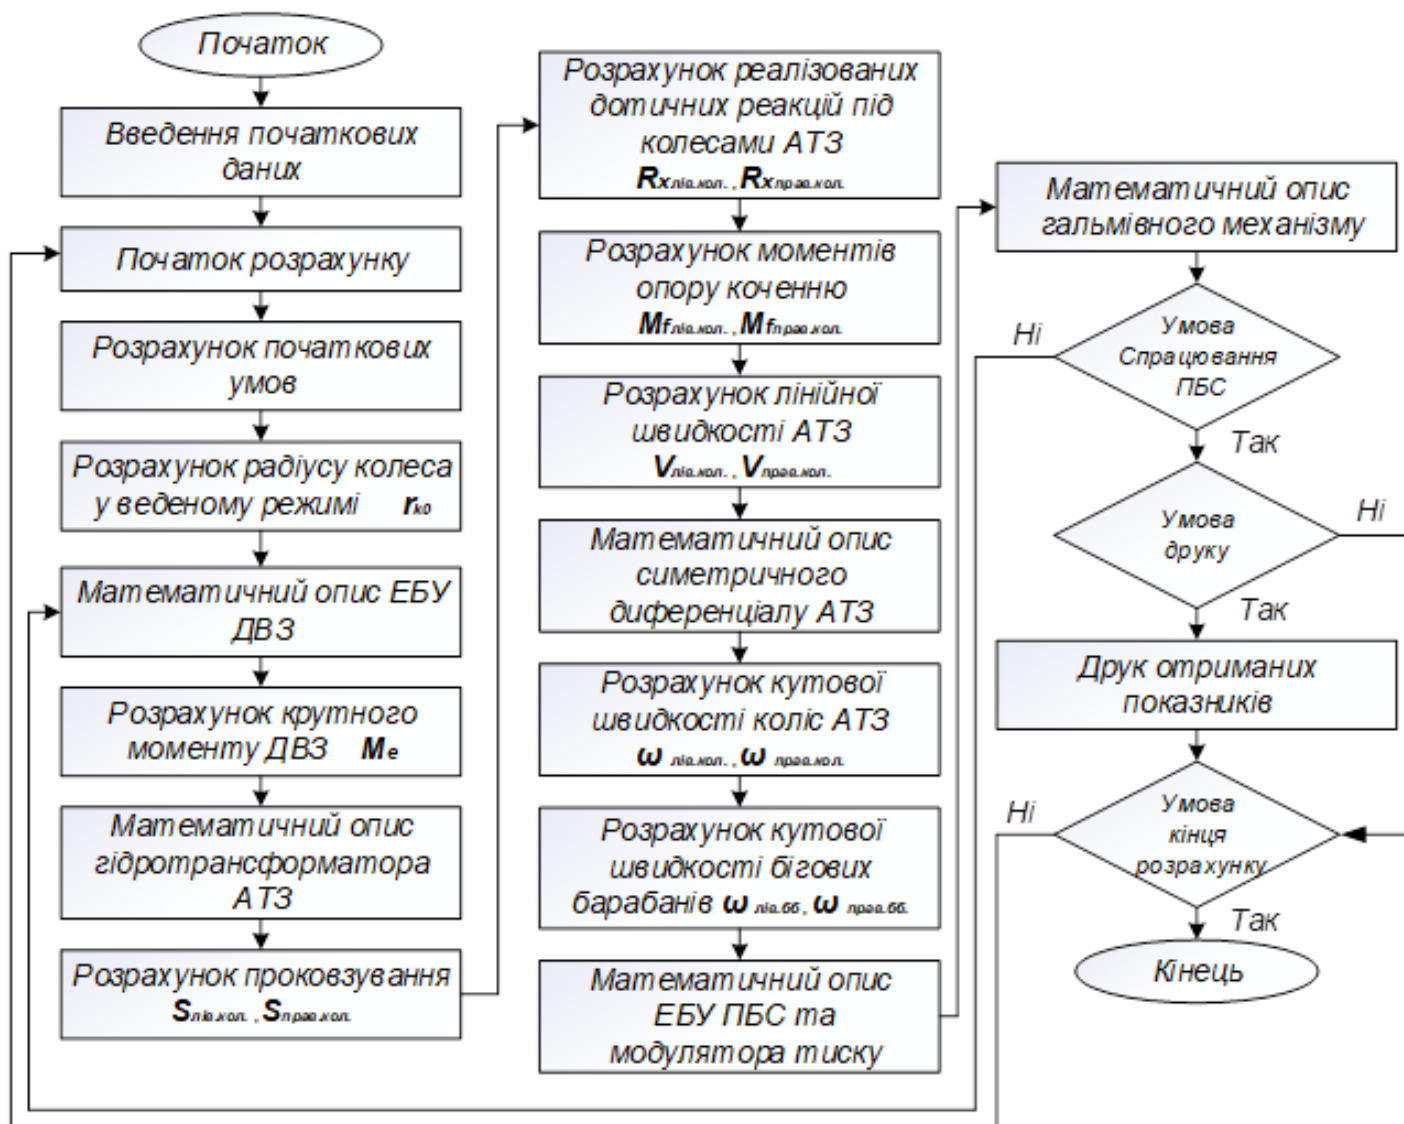 Початок
Введення початкових
даних
Початок розрахунку
Розрахунок початкових
умов
Розрахунок радіусу колеса
у веденому режимі rк0
Математичний опис ЕБУ
ДВЗ
Розрахунок крутного
моменту ДВЗ Me
Математичний опис
гідротрансформатора
АТЗ
Розрахунок проковзування
Sлів.кол. , Sправ.кол.
Розрахунок реалізованих
дотичних реакцій під
колесами АТЗ
Rxлів.кол. , Rxправ.кол.
Розрахунок моментів
опору коченню
Mfлів.кол. , Mfправ.кол.
Розрахунок лінійної
швидкості АТЗ
Vлів.кол. , Vправ.кол.
Математичний опис
симетричного
диференціалу АТЗ
Розрахунок кутової
швидкості коліс АТЗ
ω лів.кол. , ω прав.кол.
Розрахунок кутової
швидкості бігових
барабанів ω лів.бб , ω прав.бб.
Математичний опис
ЕБУ ПБС та
модулятора тиску
Математичний опис
гальмівного механізму
Умова
Спрацювання
ПБС
Ні
Так
Умова
друку
Ні
Так
Друк отриманих
показників
Умова
кінця
розрахунку
Ні
Так
Кінець